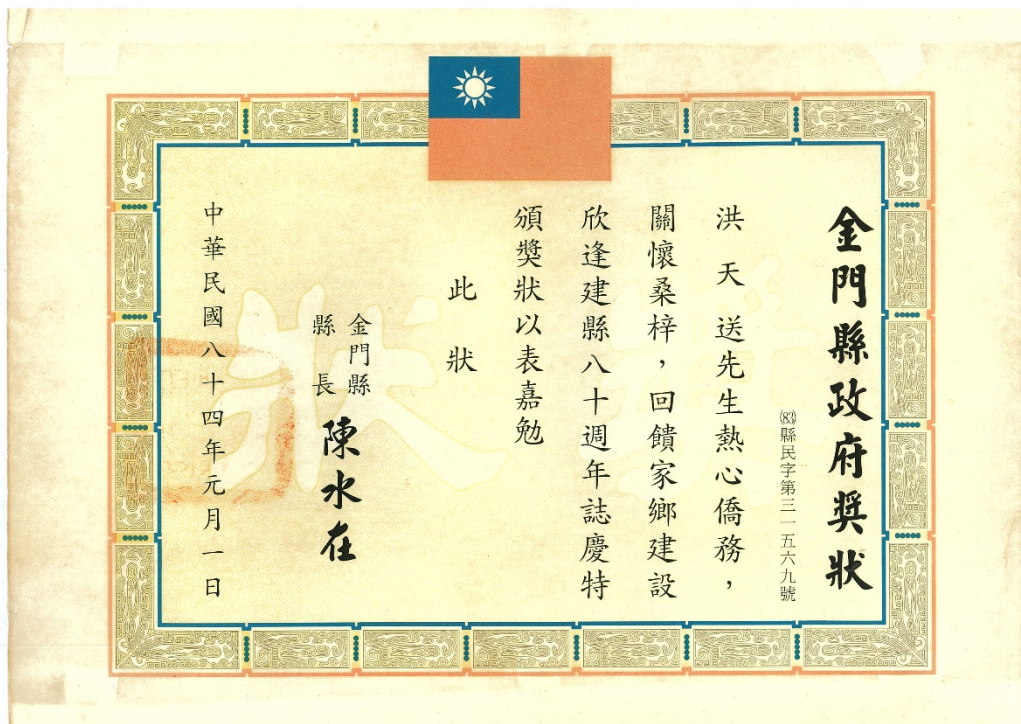 金門縣政府獎狀
(83)縣民字第三一五六九號
洪天送先生熱心僑務，
關懷桑梓，回饋家鄉建設
欣逢建縣八十週年誌慶特
頒獎狀以表嘉勉
此狀
金門縣
縣長
陳水在
中華民國八十四年元月一日
獎狀